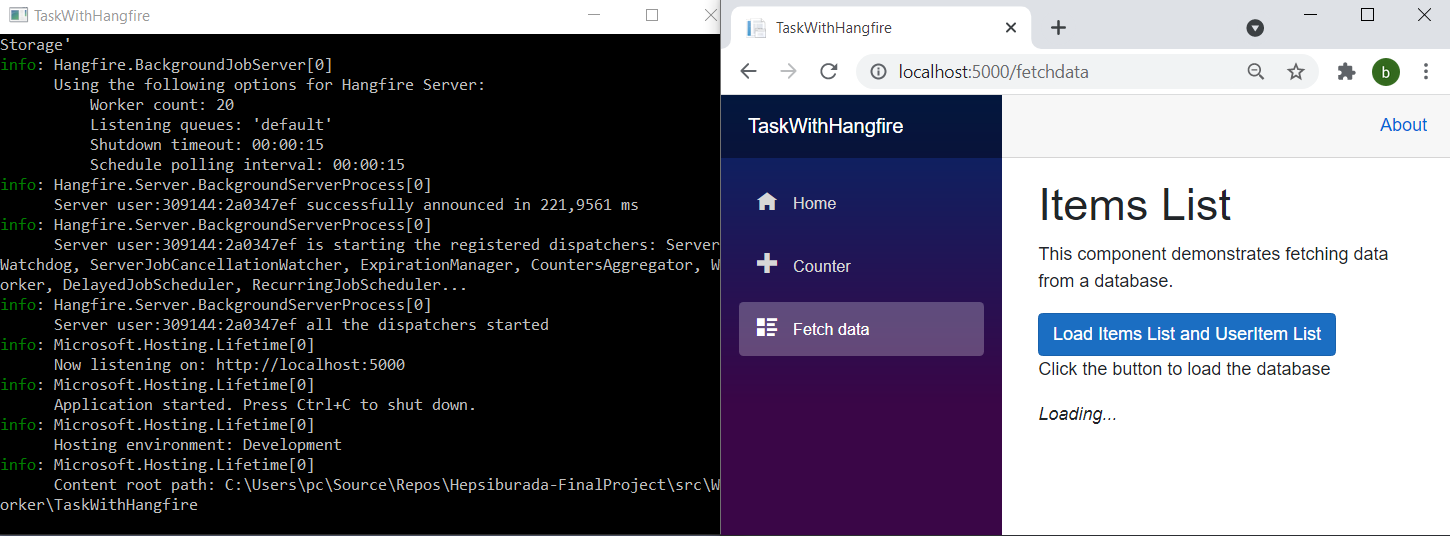 TaskWithHangfire
Storage'
info: Hangfire.BackgroundJobServer[0]
Using the following options for Hangfire Server:
Worker count: 20
Listening queues: 'default'
Shutdown timeout: 00:00:15
Schedule polling interval: 00:00:15
info: Hangfire.Server.BackgroundServerProcess[0]
Server user:309144:2a0347ef successfully announced in 221,9561 ms
info: Hangfire.Server.BackgroundServerProcess[0]
Server user:309144:2a0347ef is starting the registered dispatchers: Server
Watchdog, ServerJobCancellationWatcher, ExpirationManager, CountersAggregator, W
orker, DelayedJobScheduler, RecurringJobScheduler...
info: Hangfire.Server.BackgroundServerProcess[0]
Server user:309144:2a0347ef all the dispatchers started
info: Microsoft.Hosting.Lifetime[0]
Now listening on: http://localhost:5000
info: Microsoft.Hosting.Lifetime[0]
Application started. Press Ctrl+C to shut down.
info: Microsoft.Hosting.Lifetime[0]
Hosting environment: Development
info: Microsoft.Hosting.Lifetime[0]
Content root path: C:\Users\pc\Source\Repos\Hepsiburada-FinalProject\src\W
orker\TaskWithHangfire
TaskWithHangfire
localhost:5000/fetchdata
b
TaskWithHangfire
About
Home
Counter
Fetch data
Items List
This component demonstrates fetching data
from a database.
Load Items List and UserItem List
Click the button to load the database
Loading...